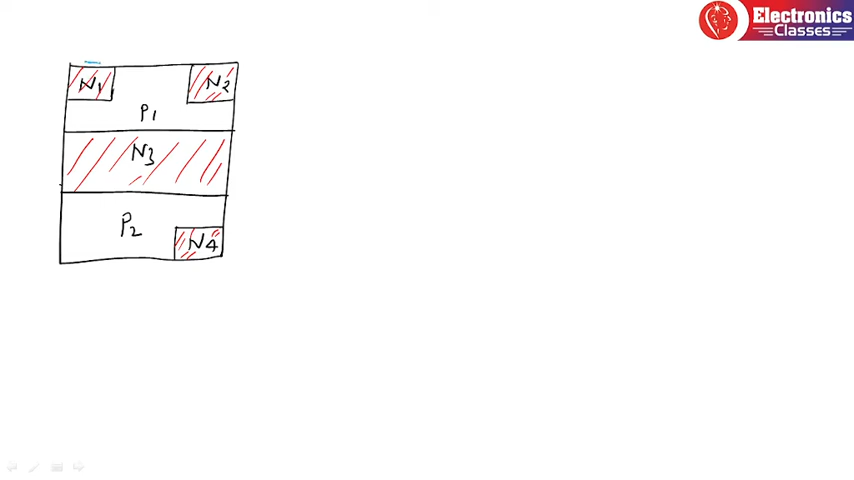 Electronics
Classes
N1
N2
P1
N3
P2
N4